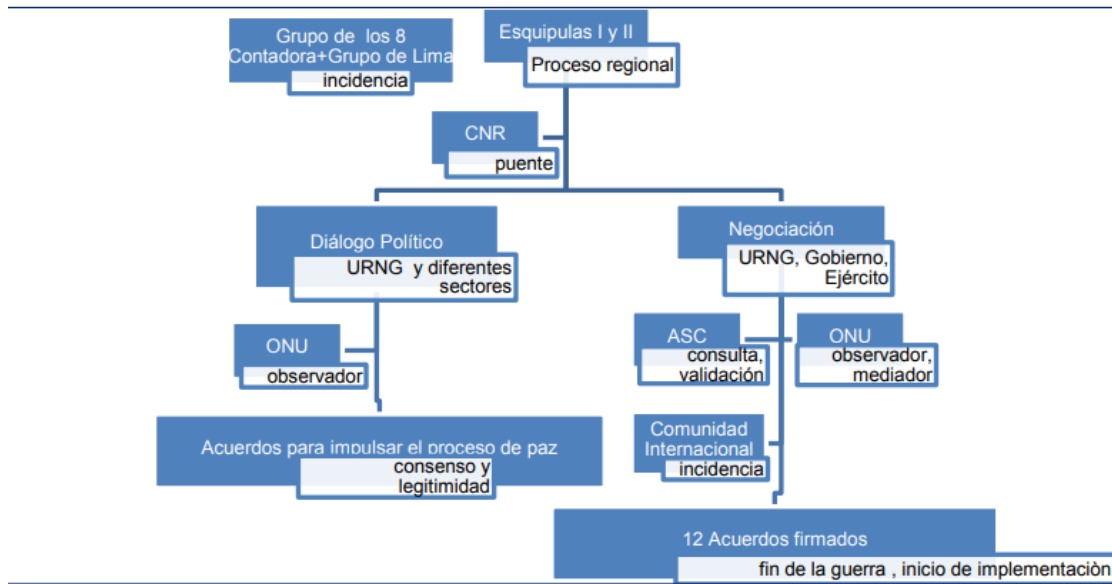 Grupo de los 8
Contadora+Grupo de Lima
incidencia
Esquipulas I y II
Proceso regional
CNR
puente
Diálogo Político
URNG y diferentes
sectores
ONU
observador
Acuerdos para impulsar el proceso de paz
consenso y
legitimidad
Negociación
URNG, Gobierno,
Ejército
ASC
consulta,
validación
ONU
observador,
mediador
Comunidad
Internacional
incidencia
12 Acuerdos firmados
fin de la guerra , inicio de implementaciòn